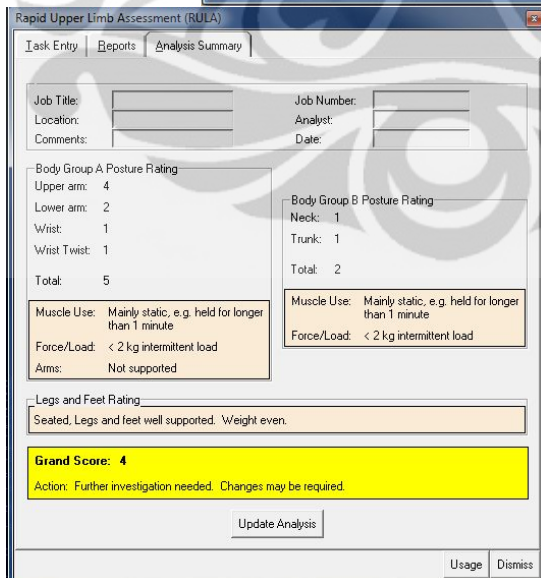 Rapid Upper Limb Assessment (RULA)
Task Entry Reports Analysis Summary
Job Title: Job Number:
Location: Analyst:
Comments: Date:
Body Group A Posture Rating
Upper arm: 4
Lower arm: 2
Wrist: 1
Wrist Twist: 1
Total: 5
Muscle Use: Mainly static, e.g. held for longer
than 1 minute
Force/Load: < 2 kg intermittent load
Arms: Not supported
Body Group B Posture Rating
Neck: 1
Trunk: 1
Total: 2
Muscle Use: Mainly static, e.g. held for longer
than 1 minute
Force/Load: < 2 kg intermittent load
Legs and Feet Rating
Seated, Legs and feet well supported. Weight even.
Grand Score: 4
Action: Further investigation needed. Changes may be required.
Update Analysis
Usage Dismiss